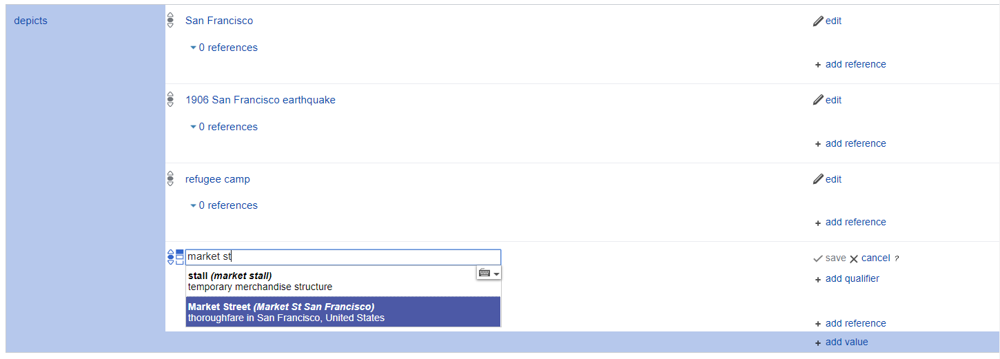 depicts
San Francisco
edit
0 references
+ add reference
1906 San Francisco earthquake
edit
0 references
+ add reference
refugee camp
edit
0 references
+ add reference
market st
save cancel ?
stall (market stall)
temporary merchandise structure
+ add qualifier
Market Street (Market St San Francisco)
thoroughfare in San Francisco, United States
+ add reference
+ add value